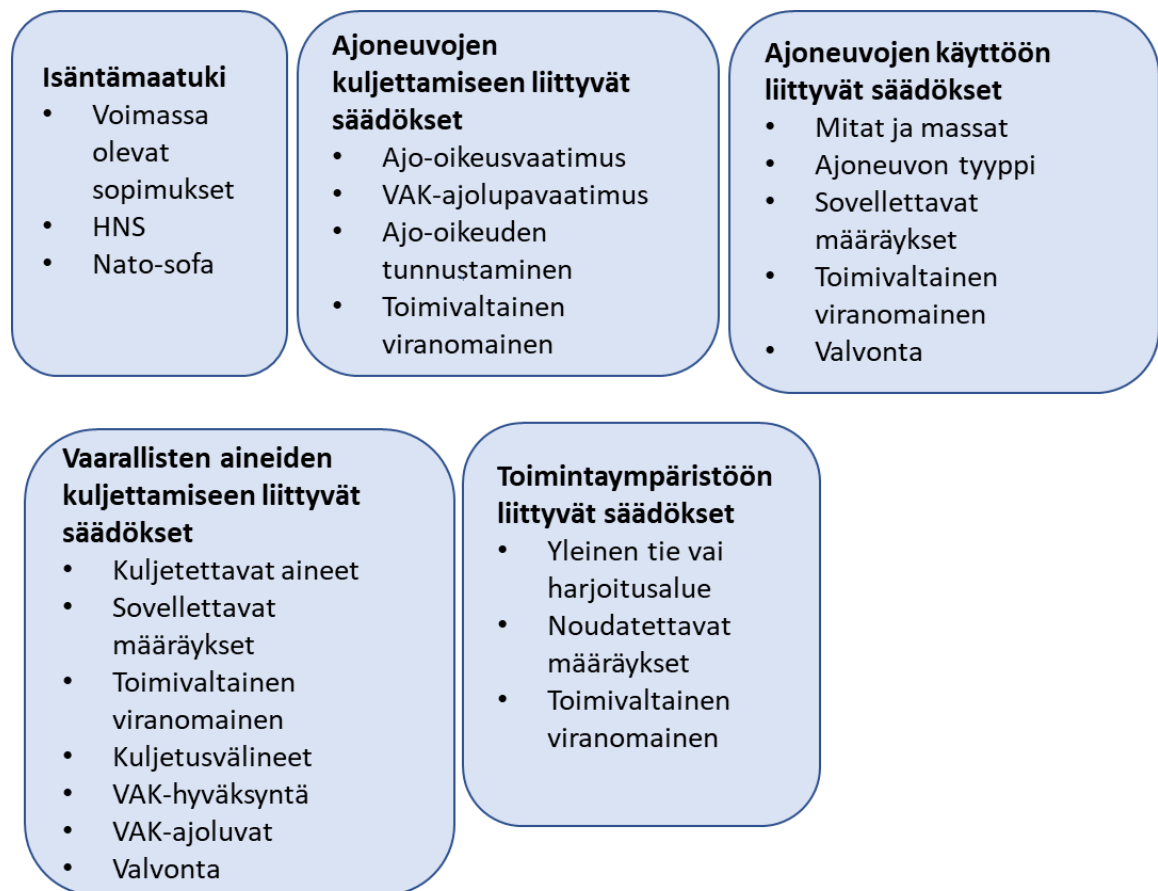 Isäntämaatuki
• Voimassa
olevat
sopimukset
• HNS
• Nato-sofa
Ajoneuvojen
kuljettamiseen liittyvät
säädökset
• Ajo-oikeusvaatimus
• VAK-ajolupavaatimus
• Ajo-oikeuden
tunnustaminen
• Toimivaltainen
viranomainen
Ajoneuvojen käyttöön
liittyvät säädökset
• Mitat ja massat
• Ajoneuvon tyyppi
• Sovellettavat
määräykset
• Toimivaltainen
viranomainen
• Valvonta
Vaarallisten aineiden
kuljettamiseen liittyvät
säädökset
• Kuljetettavat aineet
• Sovellettavat
määräykset
• Toimivaltainen
viranomainen
• Kuljetusvälineet
• VAK-hyväksyntä
• VAK-ajoluvat
• Valvonta
Toimintaympäristöön
liittyvät säädökset
• Yleinen tie vai
harjoitusalue
• Noudatettavat
määräykset
• Toimivaltainen
viranomainen